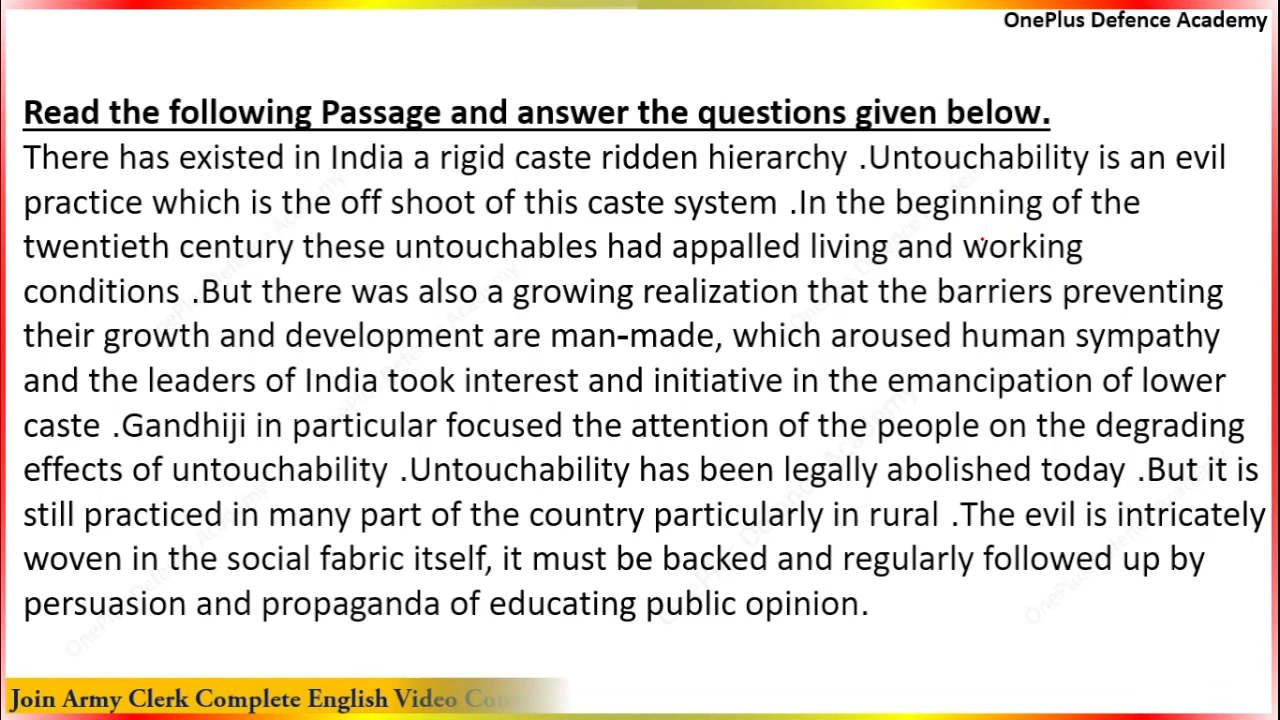 OnePlus Defence Academy
Read the following Passage and answer the questions given below.
There has existed in India a rigid caste ridden hierarchy .Untouchability is an evil
practice which is the off shoot of this caste system .In the beginning of the
twentieth century these untouchables had appalled living and working
conditions .But there was also a growing realization that the barriers preventing
their growth and development are man-made, which aroused human sympathy
and the leaders of India took interest and initiative in the emancipation of lower
caste .Gandhiji in particular focused the attention of the people on the degrading
effects of untouchability .Untouchability has been legally abolished today .But it is
still practiced in many part of the country particularly in rural .The evil is intricately
woven in the social fabric itself, it must be backed and regularly followed up by
persuasion and propaganda of educating public opinion.
Join Army Clerk Complete English Video